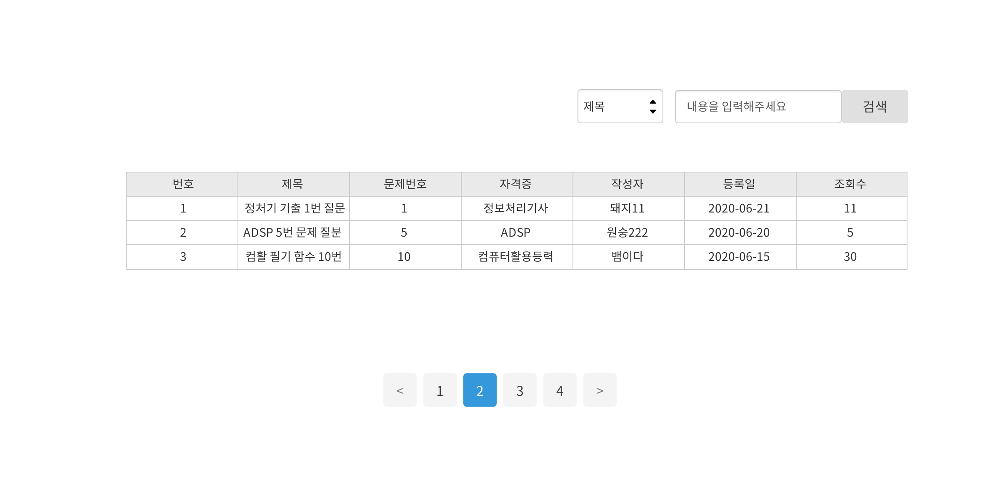 제목 내용을 입력해주세요 검색
번호 제목 문제번호 자격증 작성자 등록일 조회수
1 정처기 기출 1번 질문 1 정보처리기사 돼지11 2020-06-21 11
2 ADSP 5번 문제 질분 5 ADSP 원숭222 2020-06-20 5
3 컴활 필기 함수 10번 10 컴퓨터활용등력 뱀이다 2020-06-15 30
< 1 2 3 4 >